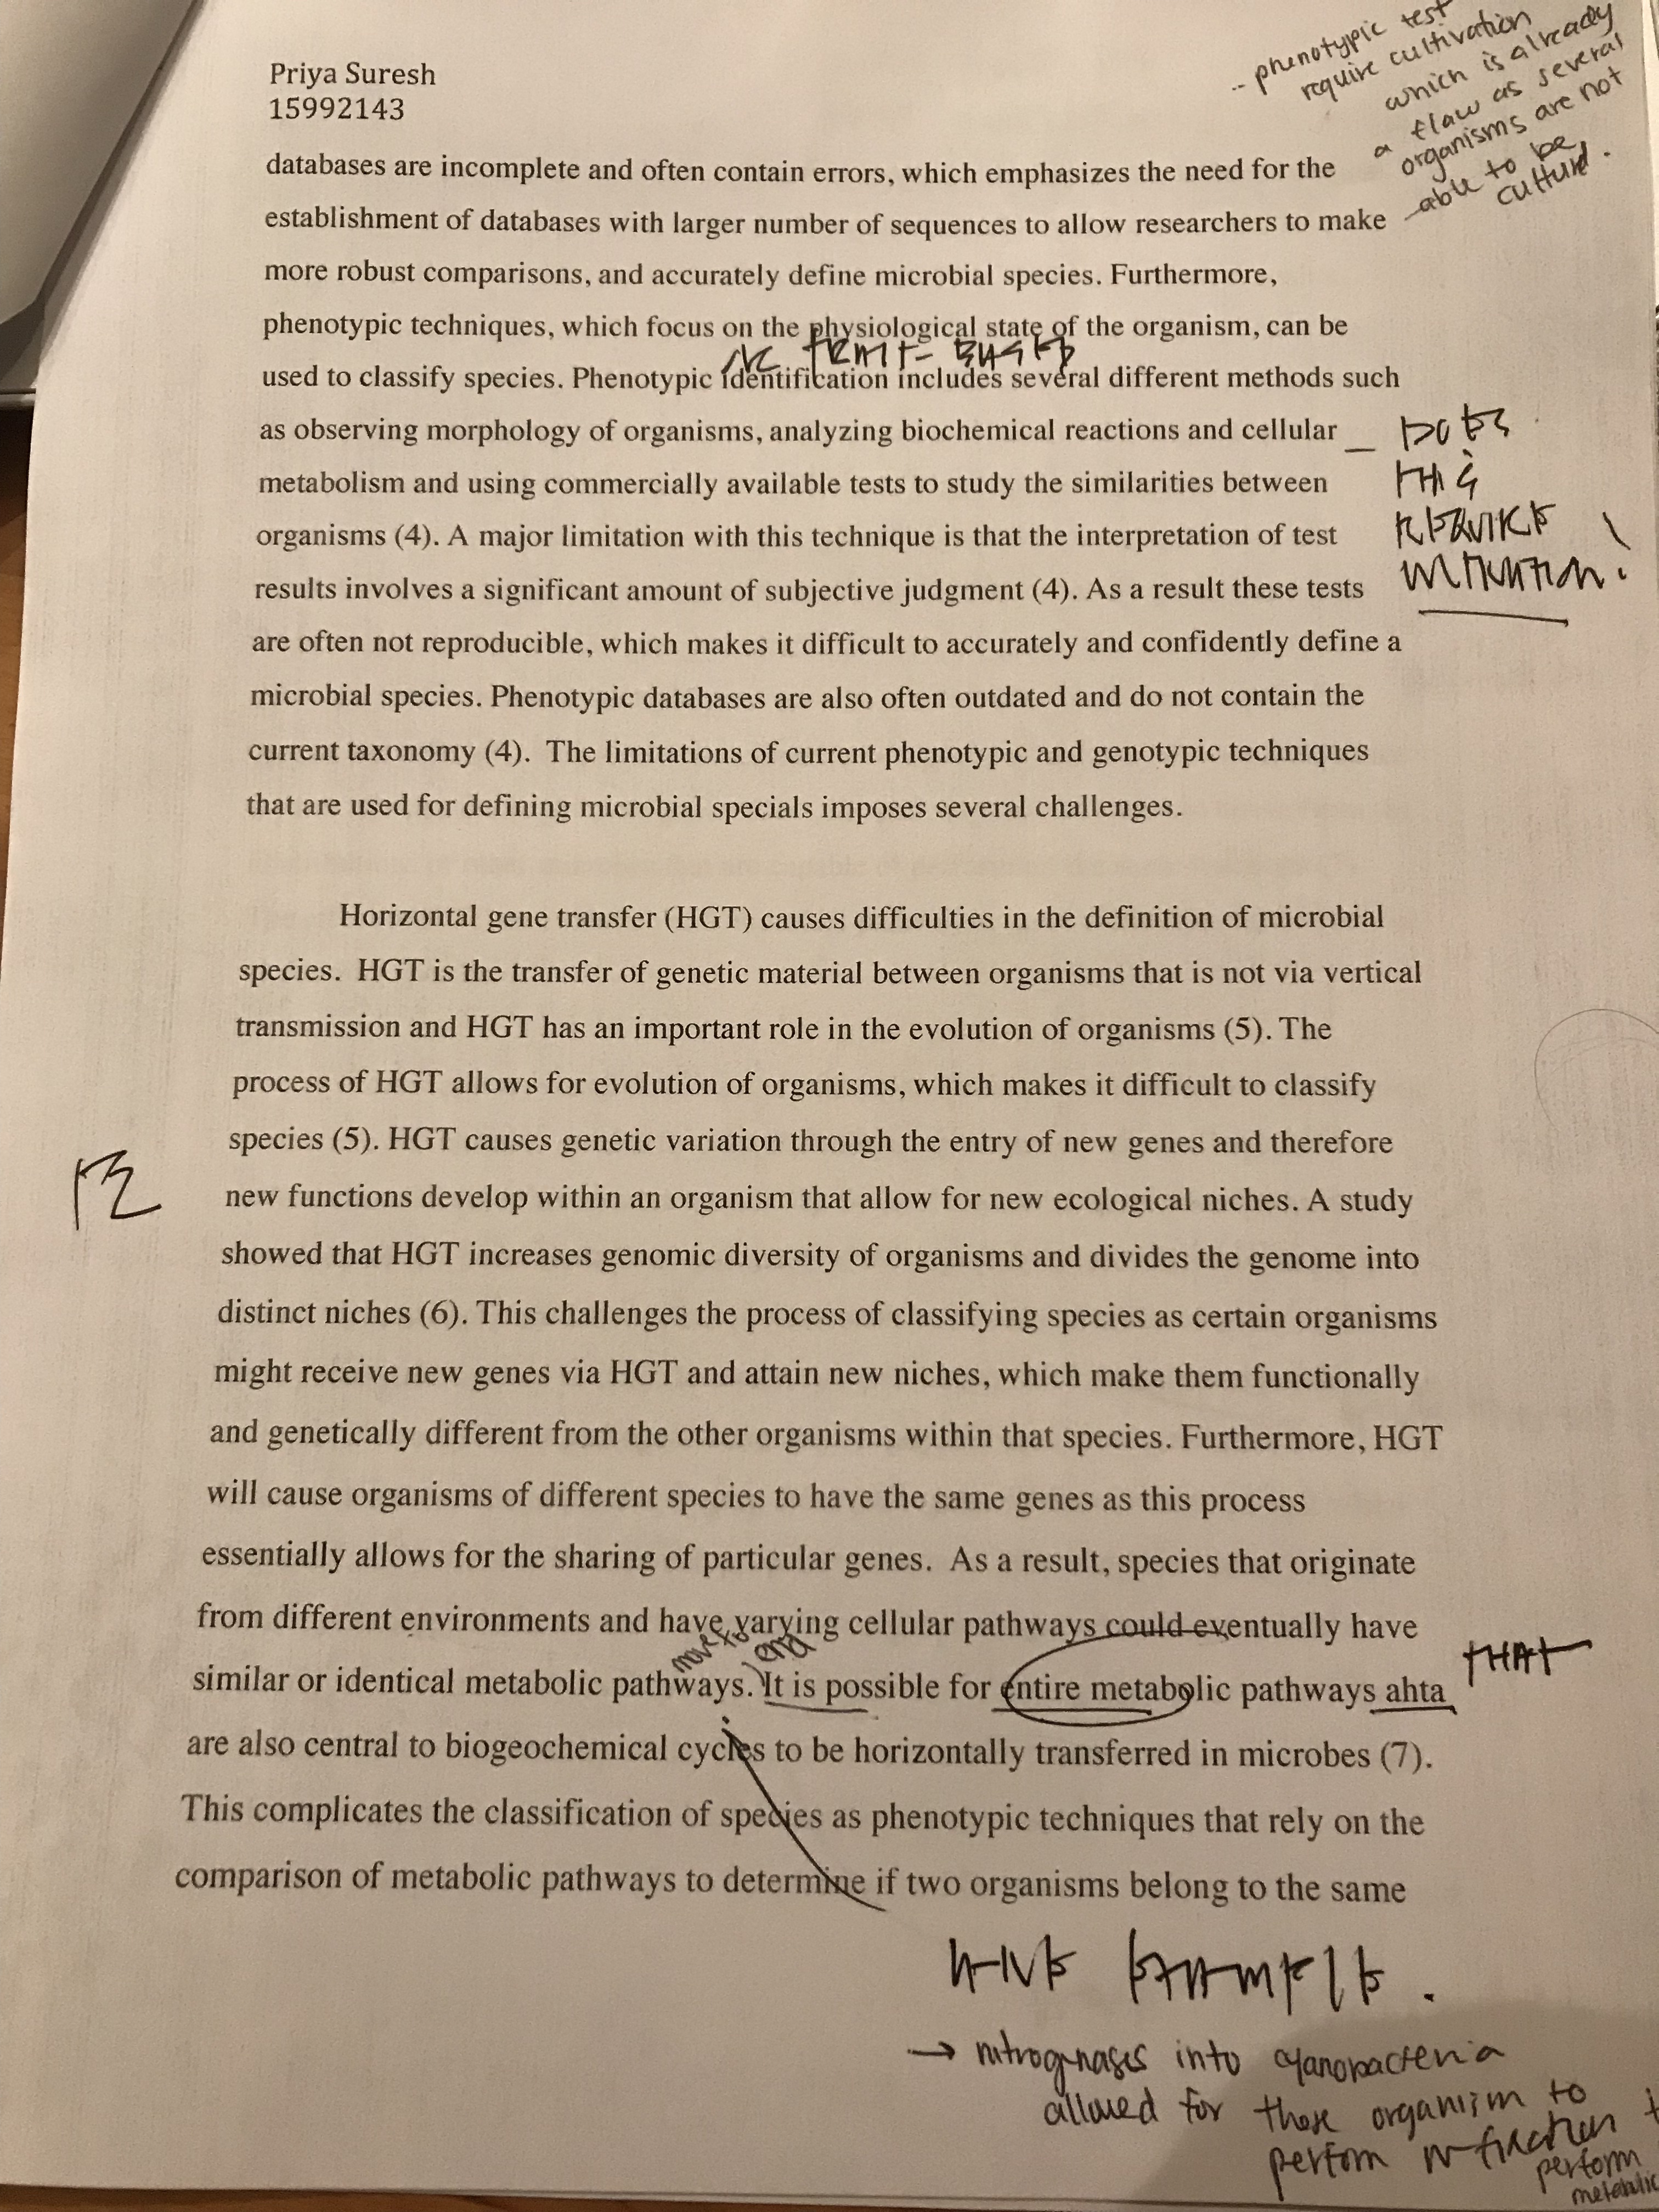 -- phenotypic test
require cultivation
which is already
a flaw as several
organisms are not
able to be
Priya Suresh
15992143
databases are incomplete and often contain errors, which emphasizes the need for the
establishment of databases with larger number of sequences to allow researchers to make
more robust comparisons, and accurately define microbial species. Furthermore,
phenotypic techniques, which focus on the physiological state of the organism, can be
TRAIT-BASED
used to classify species. Phenotypic identification includes several different methods such
as observing morphology of organisms, analyzing biochemical reactions and cellular
metabolism and using commercially available tests to study the similarities between
organisms (4). A major limitation with this technique is that the interpretation of test
results involves a significant amount of subjective judgment (4). As a result these tests
are often not reproducible, which makes it difficult to accurately and confidently define a
microbial species. Phenotypic databases are also often outdated and do not contain the
current taxonomy (4).  The limitations of current phenotypic and genotypic techniques
that are used for defining microbial specials imposes several challenges.
DOES
THIS
REQUIRE
Horizontal gene transfer (HGT) causes difficulties in the definition of microbial
species.  HGT is the transfer of genetic material between organisms that is not via vertical
transmission and HGT has an important role in the evolution of organisms (5). The
process of HGT allows for evolution of organisms, which makes it difficult to classify
species (5). HGT causes genetic variation through the entry of new genes and therefore
new functions develop within an organism that allow for new ecological niches. A study
showed that HGT increases genomic diversity of organisms and divides the genome into
distinct niches (6). This challenges the process of classifying species as certain organisms
might receive new genes via HGT and attain new niches, which make them functionally
and genetically different from the other organisms within that species. Furthermore, HGT
will cause organisms of different species to have the same genes as this process
essentially allows for the sharing of particular genes.  As a result, species that originate
from different environments and have varying cellular pathways could eventually have
move to end
similar or identical metabolic pathways. It is possible for entire metabolic pathways ahta
THAT
are also central to biogeochemical cycles to be horizontally transferred in microbes (7).
This complicates the classification of species as phenotypic techniques that rely on the
comparison of metabolic pathways to determine if two organisms belong to the same
GIVE EXAMPLE.
→ nitrogenases into cyanobacteria
allowed for these organism to
perform N-fixation
perform
metabolic